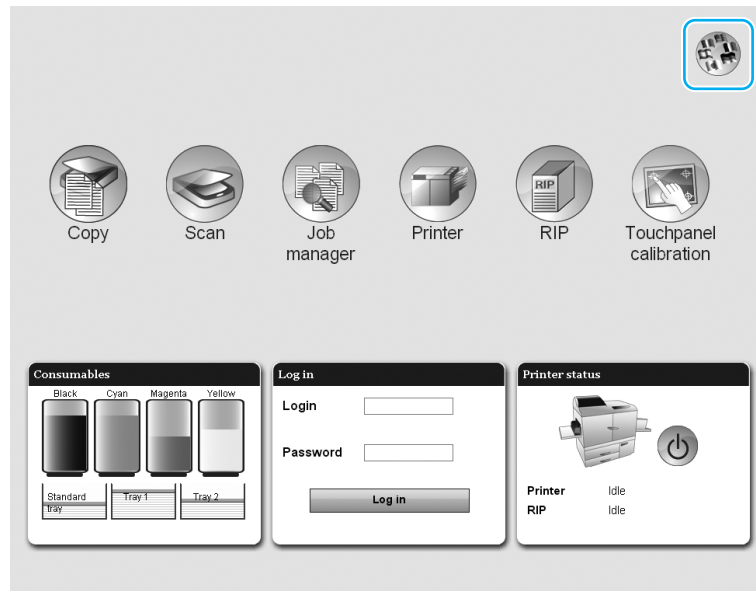 Copy
Scan
Job
manager
Printer
RIP
RIP
Touchpanel
calibration
Consumables
Black Cyan Magenta Yellow
Standard
tray
Tray 1
Tray 2
Log in
Login
Password
Log in
Printer status
Printer Idle
RIP Idle